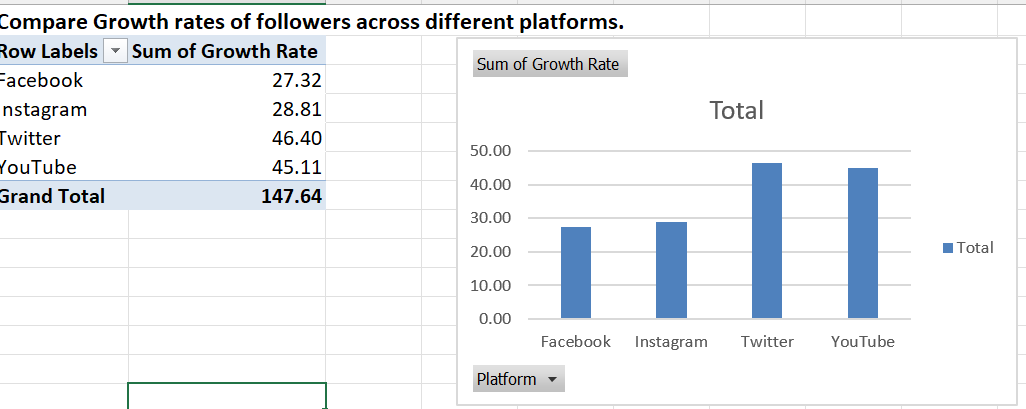 Compare Growth rates of followers across different platforms.
Row Labels Sum of Growth Rate
Facebook 27.32
Instagram 28.81
Twitter 46.40
YouTube 45.11
Grand Total 147.64
Sum of Growth Rate
Total
50.00
40.00
30.00
20.00
10.00
0.00
Facebook Instagram Twitter YouTube
Total
Platform